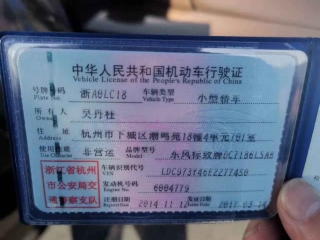 中华人民共和国机动车行驶证
Vehicle License of the People's Republic of China
号牌号码 浙A0LC18 车辆类型 小型轿车
Plate No. Vehicle Type
所有人 吴丹杜
Owner
住址 杭州市下城区潮鸣苑18幢4单元701室
Address
使用性质 非营运 品牌型号 东风标致牌DC7186LSAB
Use Character Model
浙江省杭州市公安局交通警察支队
车辆识别代号 LDC973Y46E2277450
VIN
发动机号码 6004779
Engine No.
注册日期 2014-11-12 发证日期 2017-03-14